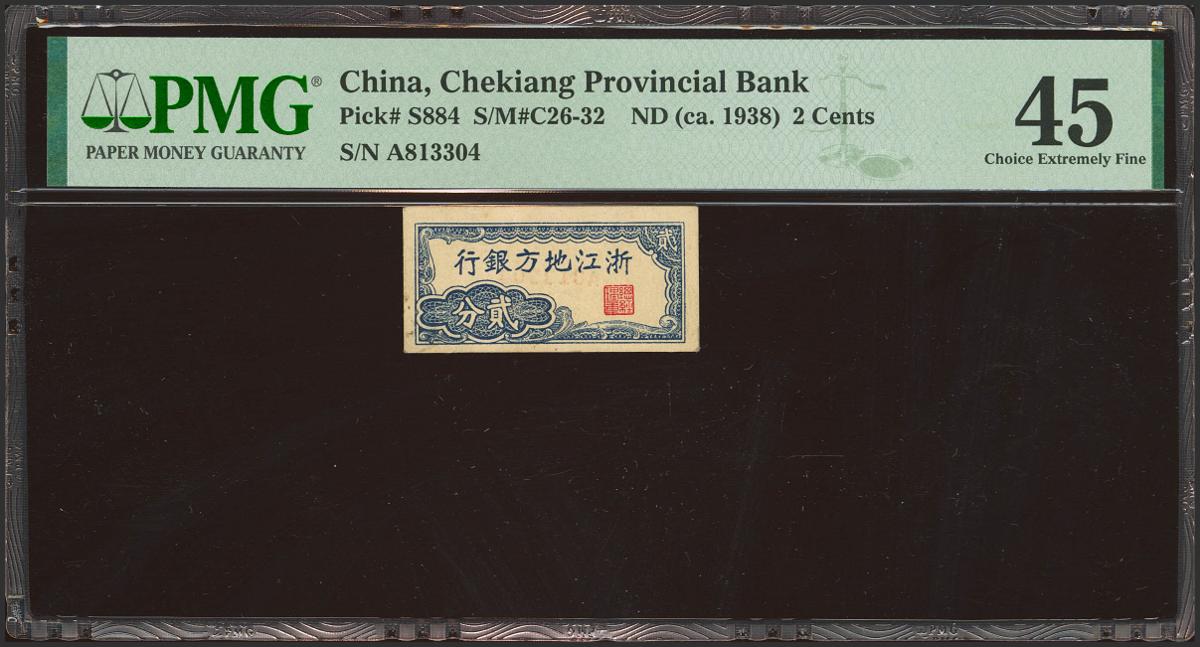 PMG®
PAPER MONEY GUARANTY
China, Chekiang Provincial Bank
Pick# S884 S/M#C26-32 ND (ca. 1938) 2 Cents
S/N A813304
45
Choice Extremely Fine
貳
行銀方地江浙
分貳